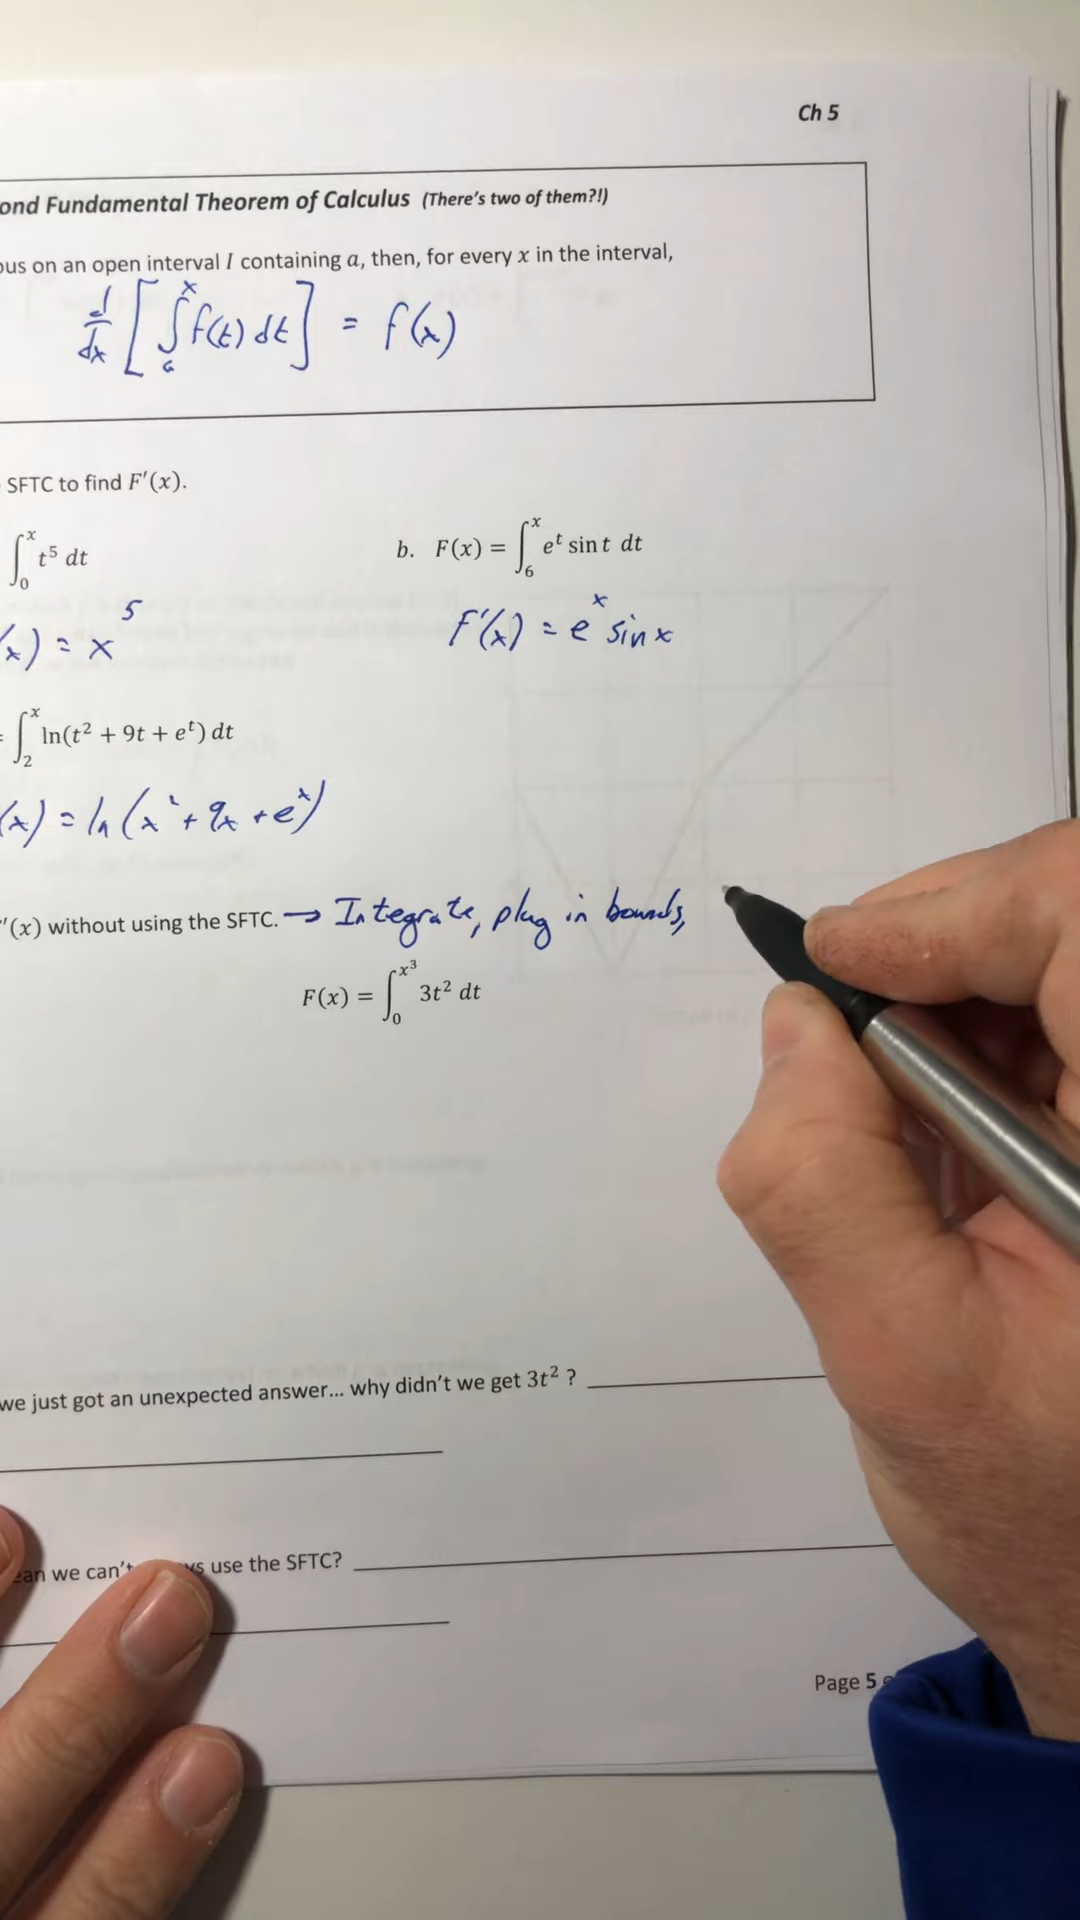 Ch 5
ond Fundamental Theorem of Calculus (There's two of them?!)
ous on an open interval I containing a, then, for every x in the interval,
d/dx [∫ₐˣ f(t) dt] = f(x)
SFTC to find F'(x).
∫₀ˣ t⁵ dt
b. F(x) = ∫₆ˣ eᵗ sin t dt
(x) = x⁵
F'(x) = eˣ sin x
= ∫₂ˣ ln(t² + 9t + eᵗ) dt
(x) = ln(x² + 9x + eˣ)
'(x) without using the SFTC. → Integrate, plug in bounds,
F(x) = ∫₀^(x³) 3t² dt
we just got an unexpected answer... why didn't we get 3t² ?
ean we can't ys use the SFTC?
Page 5